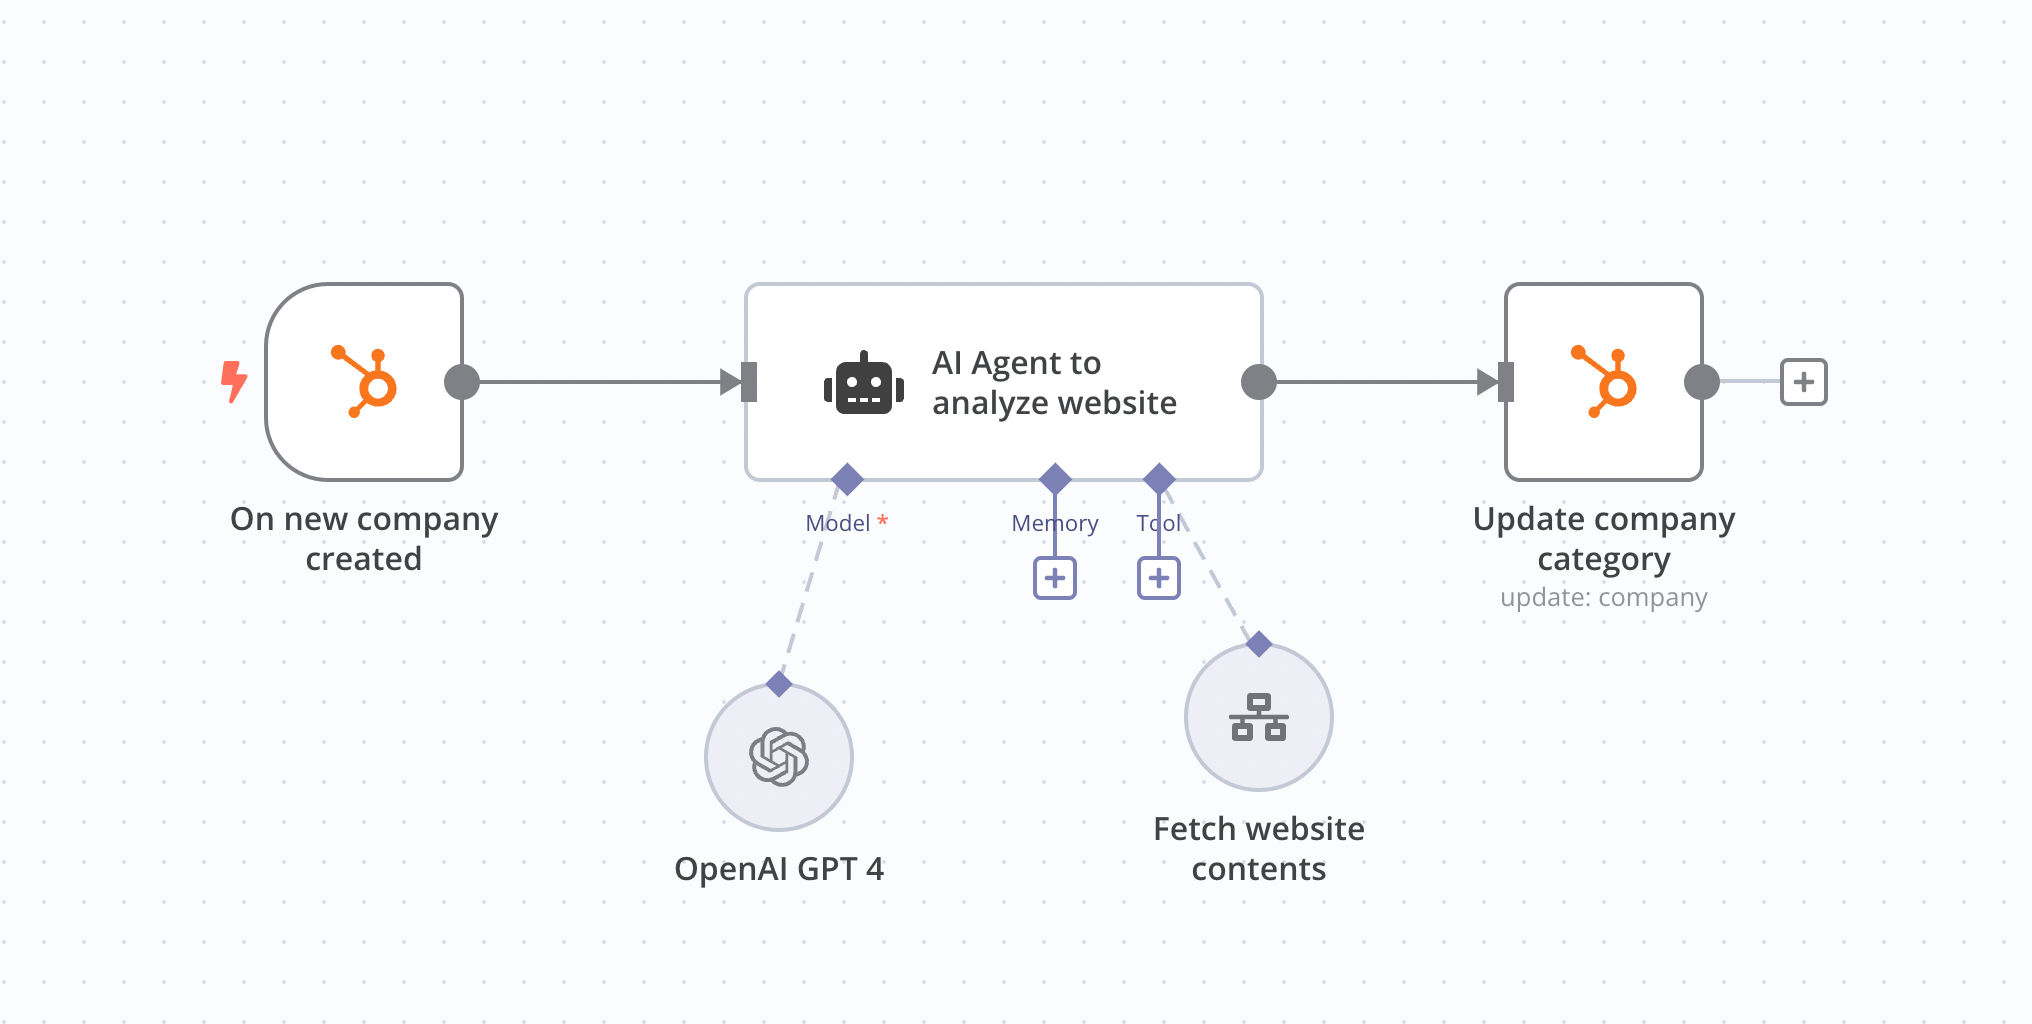 AI Agent to
analyze website
On new company
created
Model *
Memory
Tool
Update company
category
update: company
OpenAI GPT 4
Fetch website
contents